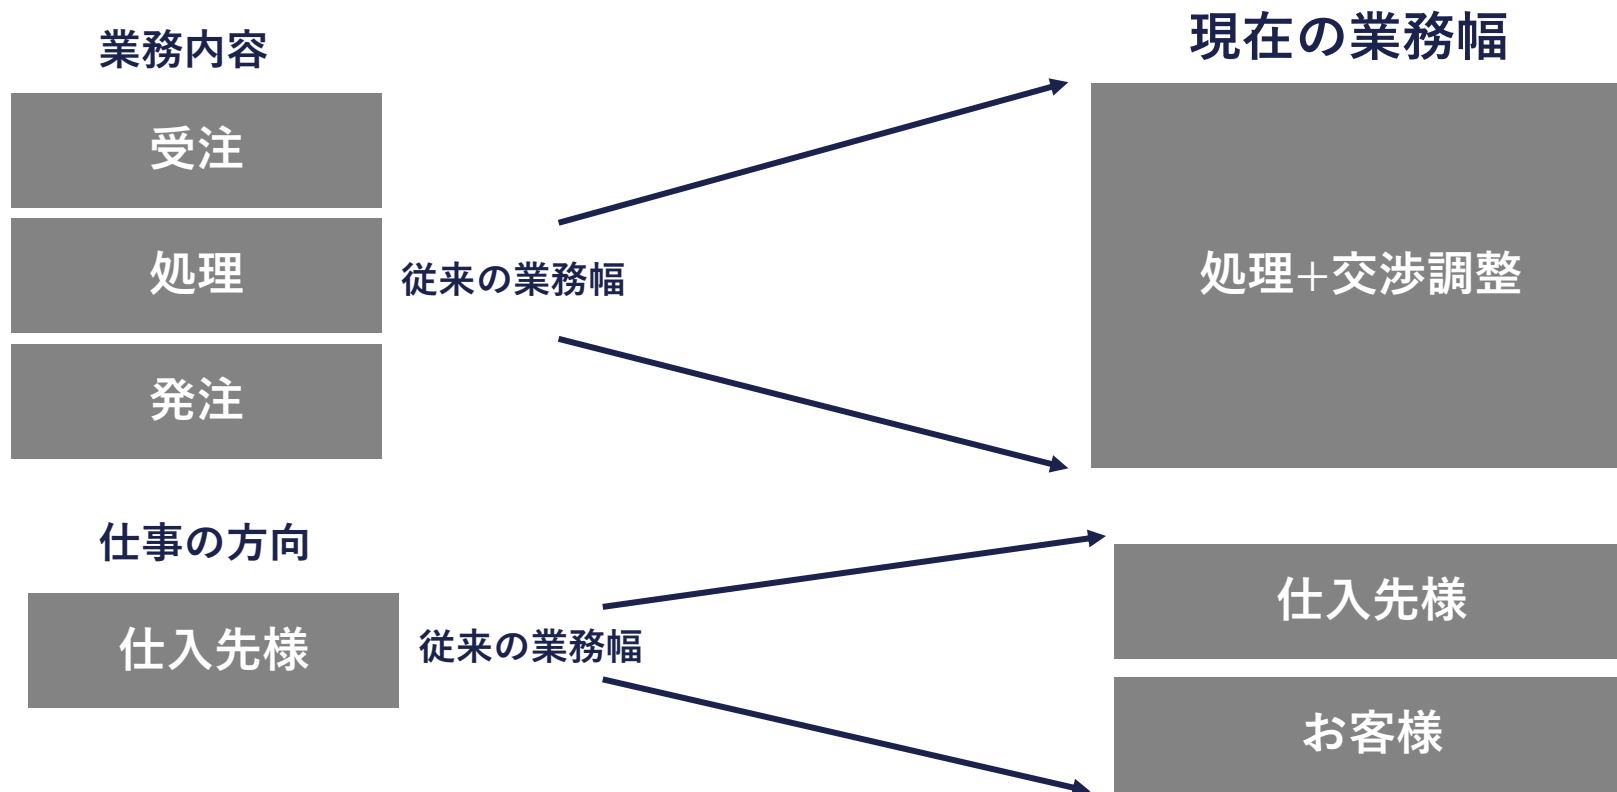 業務内容
現在の業務幅
受注
処理
発注
従来の業務幅
処理+交渉調整
仕事の方向
仕入先様
従来の業務幅
仕入先様
お客様